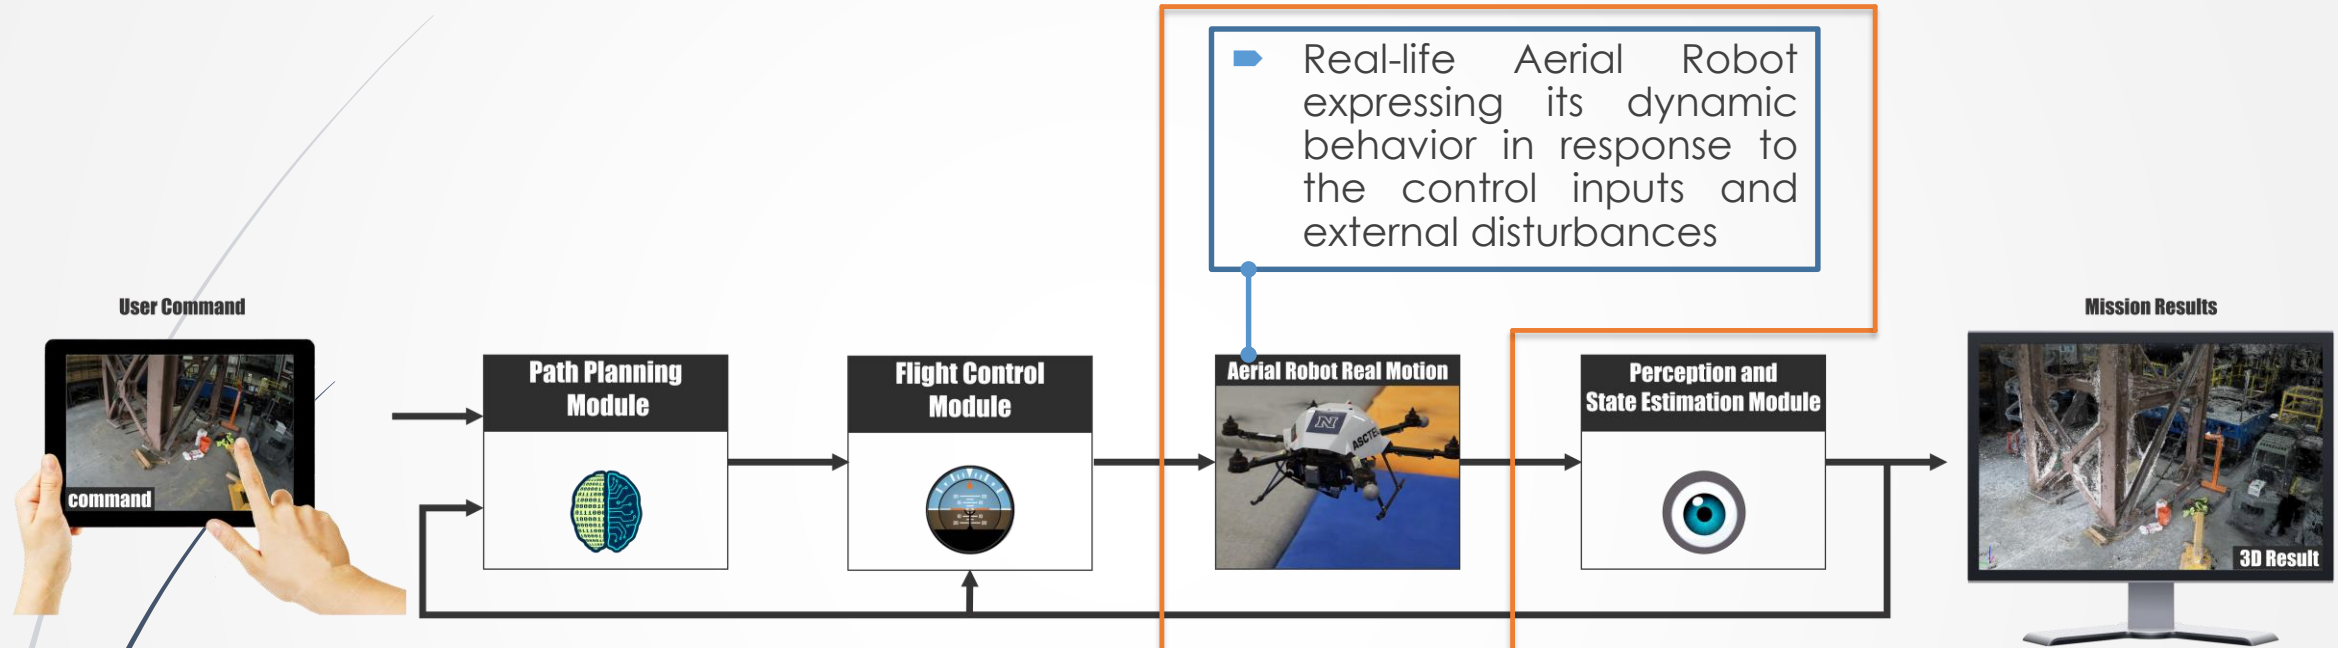 Real-life Aerial Robot
expressing its dynamic
behavior in response to
the control inputs and
external disturbances
User Command
Mission Results
command
Path Planning
Module
Flight Control
Module
Aerial Robot Real Motion
N
Perception and
State Estimation Module
3D Result